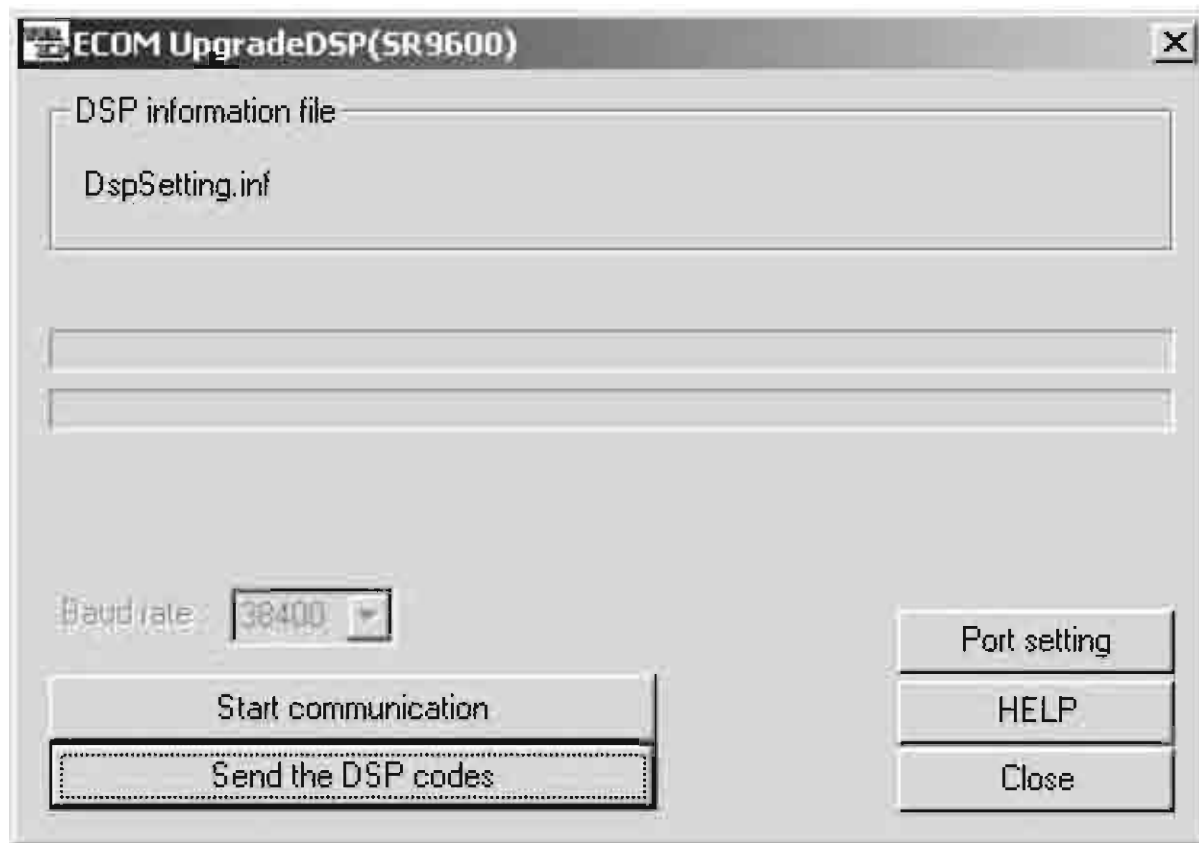 ECOM UpgradeDSP(SR9600)
DSP information file
DspSetting.inf
Baud rate : 38400
Port setting
Start communication
HELP
Send the DSP codes
Close